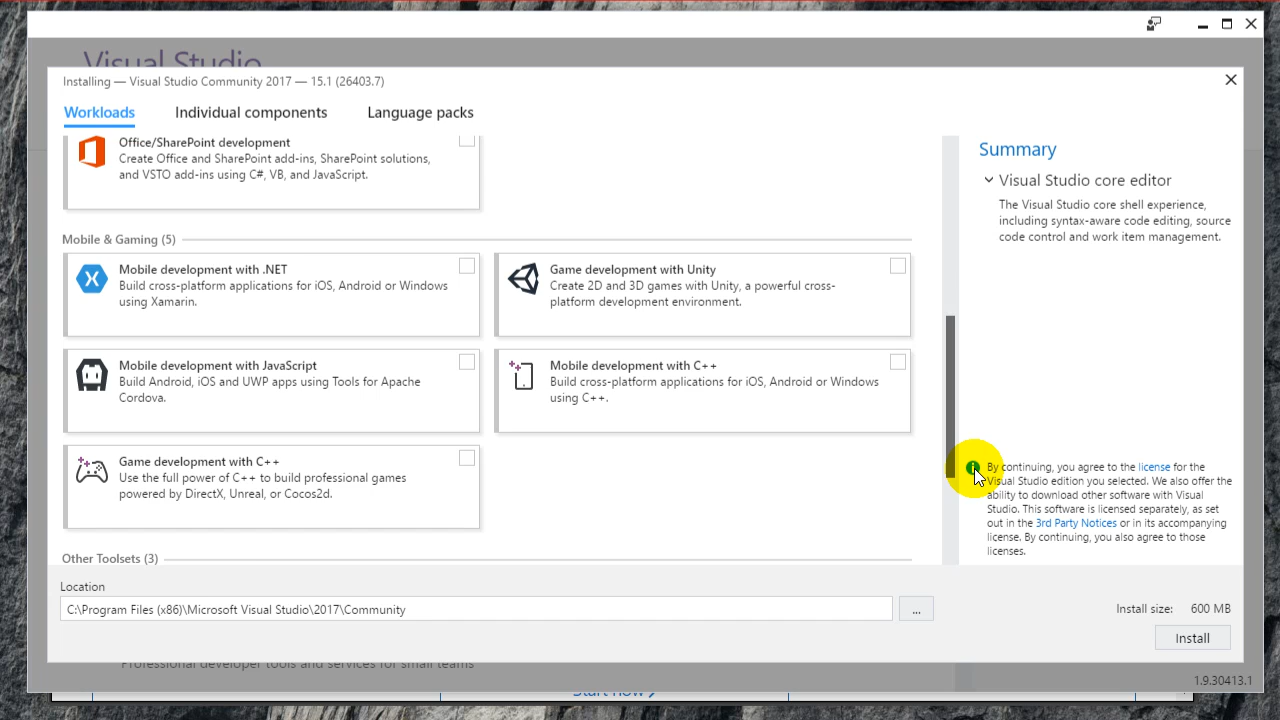 Visual Studio
Installing — Visual Studio Community 2017 — 15.1 (26403.7)
Workloads
Individual components
Language packs
Office/SharePoint development
Create Office and SharePoint add-ins, SharePoint solutions,
and VSTO add-ins using C#, VB, and JavaScript.
Mobile & Gaming (5)
Mobile development with .NET
Build cross-platform applications for iOS, Android or Windows
using Xamarin.
Game development with Unity
Create 2D and 3D games with Unity, a powerful cross-
platform development environment.
Mobile development with JavaScript
Build Android, iOS and UWP apps using Tools for Apache
Cordova.
Mobile development with C++
Build cross-platform applications for iOS, Android or Windows
using C++.
Game development with C++
Use the full power of C++ to build professional games
powered by DirectX, Unreal, or Cocos2d.
Other Toolsets (3)
Summary
Visual Studio core editor
The Visual Studio core shell experience,
including syntax-aware code editing, source
code control and work item management.
By continuing, you agree to the license for the
Visual Studio edition you selected. We also offer the
ability to download other software with Visual
Studio. This software is licensed separately, as set
out in the 3rd Party Notices or in its accompanying
license. By continuing, you also agree to those
licenses.
Location
C:\Program Files (x86)\Microsoft Visual Studio\2017\Community
...
Install size: 600 MB
Install
Professional developer tools and services for small teams
1.9.30413.1
Start now